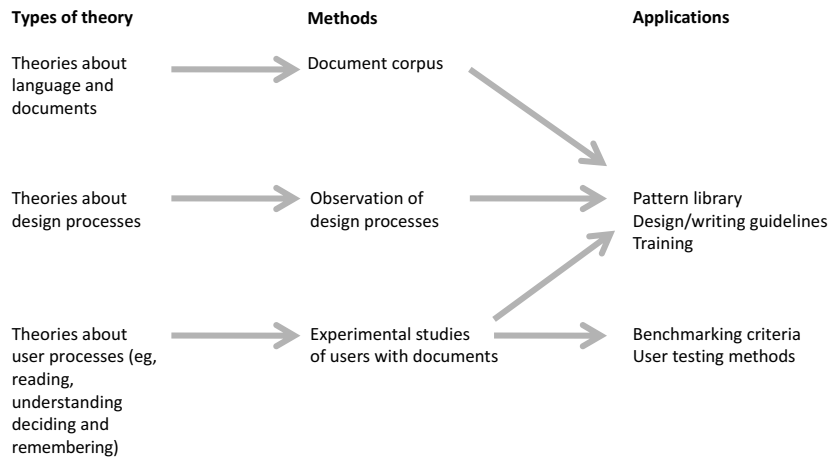 Types of theory
Methods
Applications
Theories about
language and
documents
Document corpus
Theories about
design processes
Observation of
design processes
Pattern library
Design/writing guidelines
Training
Theories about
user processes (eg,
reading,
understanding
deciding and
remembering)
Experimental studies
of users with documents
Benchmarking criteria
User testing methods